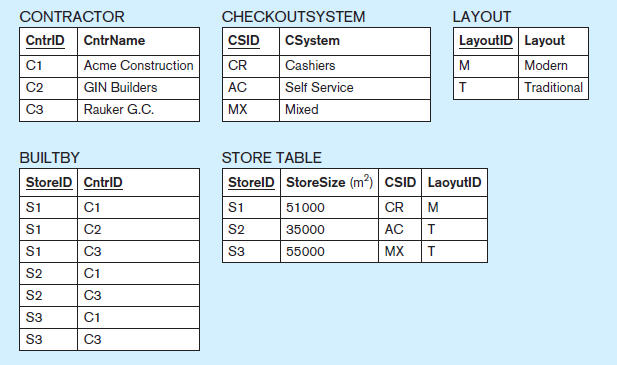 CONTRACTOR
CntrID CntrName
C1 Acme Construction
C2 GIN Builders
C3 Rauker G.C.
CHECKOUTSYSTEM
CSID CSystem
CR Cashiers
AC Self Service
MX Mixed
LAYOUT
LayoutID Layout
M Modern
T Traditional
BUILTBY
StoreID CntrID
S1 C1
S1 C2
S1 C3
S2 C1
S2 C3
S3 C1
S3 C3
STORE TABLE
StoreID StoreSize (m²) CSID LaoyutID
S1 51000 CR M
S2 35000 AC T
S3 55000 MX T